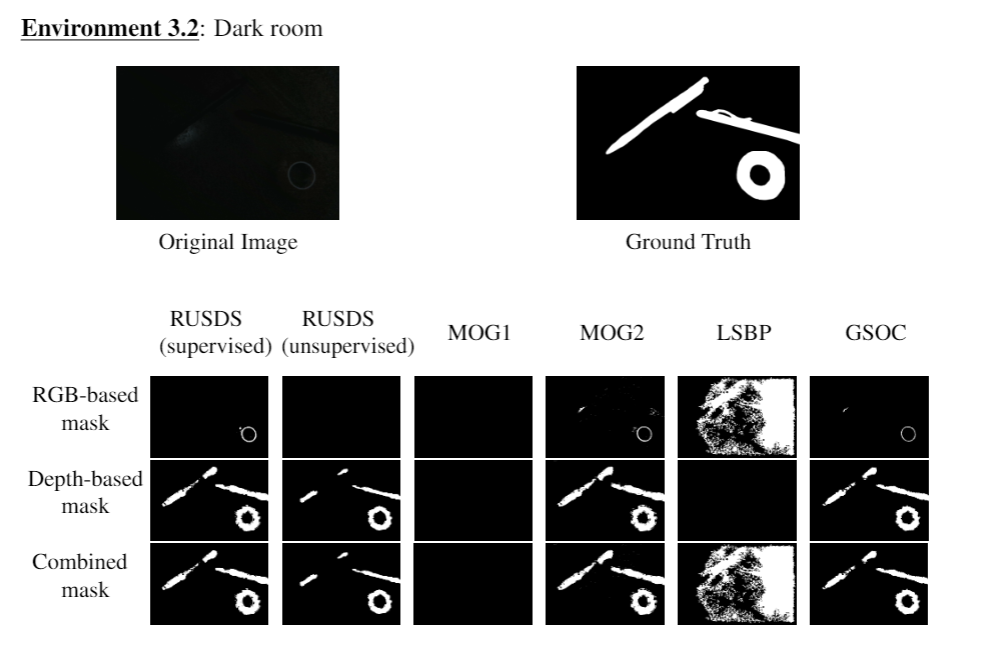 Environment 3.2: Dark room
Original Image
Ground Truth
RUSDS
(supervised)
RUSDS
(unsupervised)
MOG1
MOG2
LSBP
GSOC
RGB-based
mask
Depth-based
mask
Combined
mask